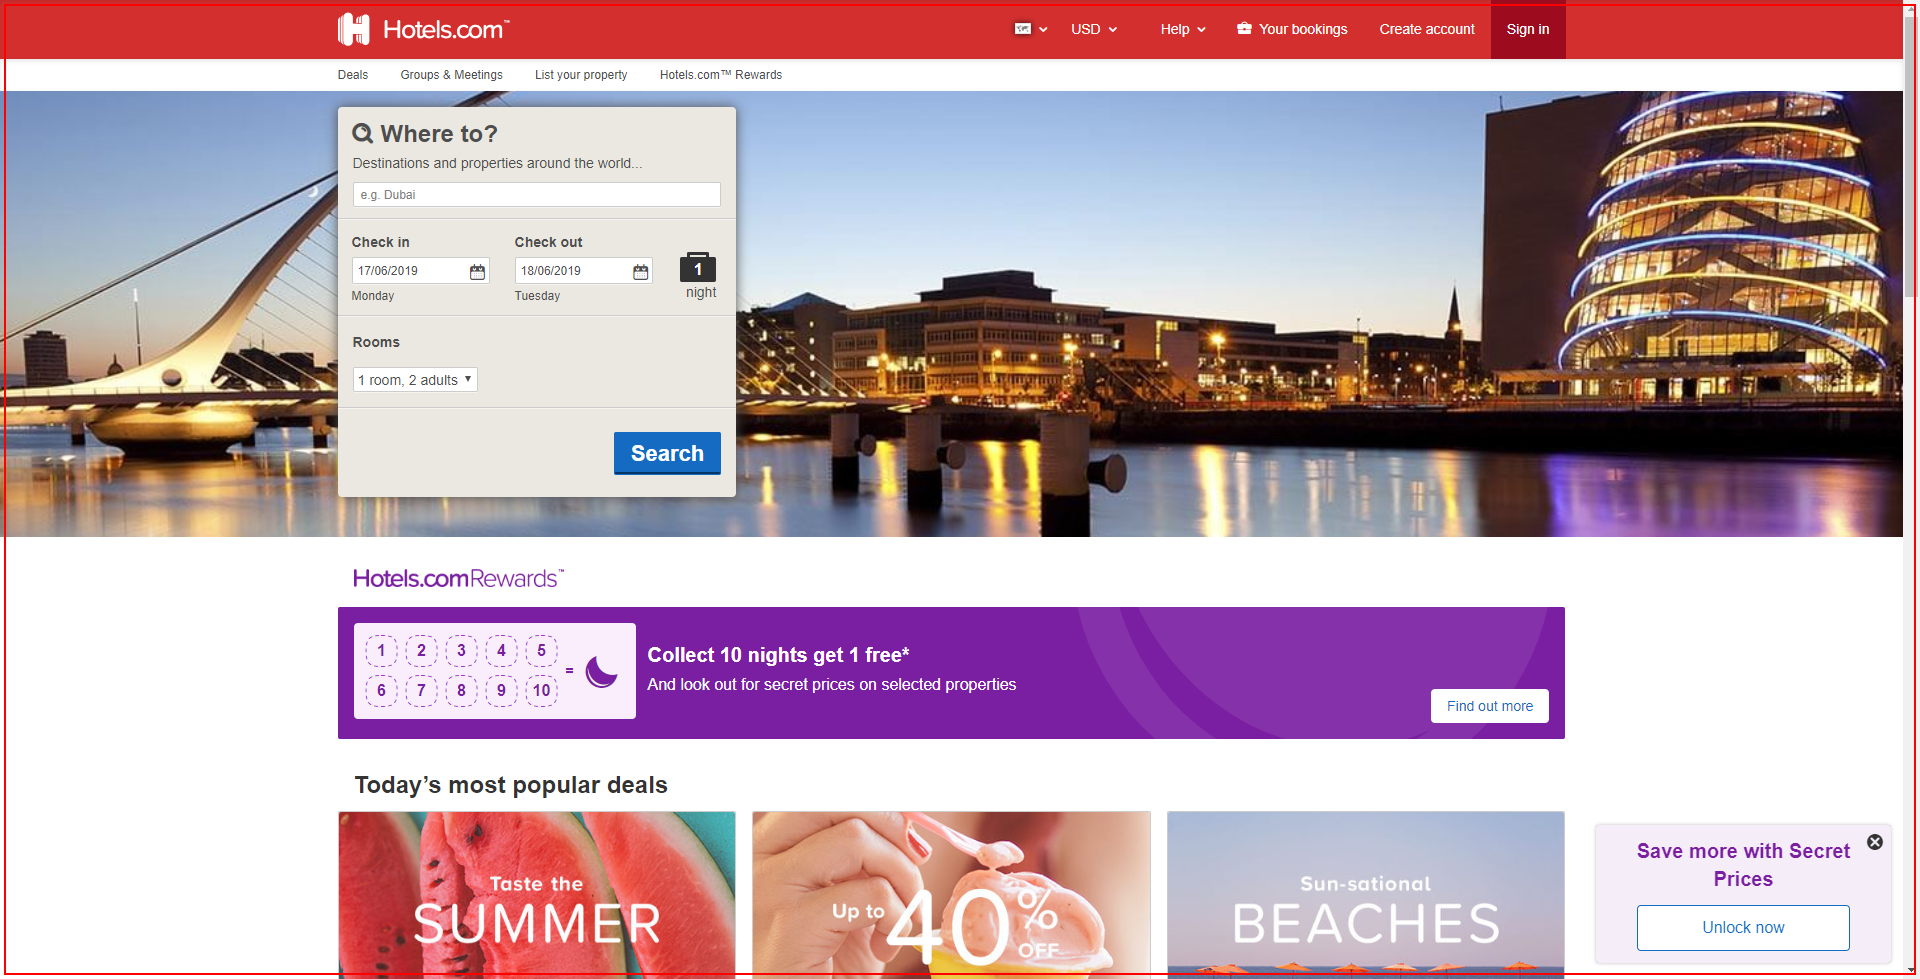 Hotels.com™
USD
Help
Your bookings
Create account
Sign in
Deals
Groups & Meetings
List your property
Hotels.com™ Rewards
Where to?
Destinations and properties around the world...
e.g. Dubai
Check in
Check out
17/06/2019
18/06/2019
1
Monday
Tuesday
night
Rooms
1 room, 2 adults
Search
Hotels.comRewards™
1 2 3 4 5
=
6 7 8 9 10
Collect 10 nights get 1 free*
And look out for secret prices on selected properties
Find out more
Today’s most popular deals
Taste the
SUMMER
Up to 40% OFF
Sun-sational
BEACHES
Save more with Secret
Prices
Unlock now